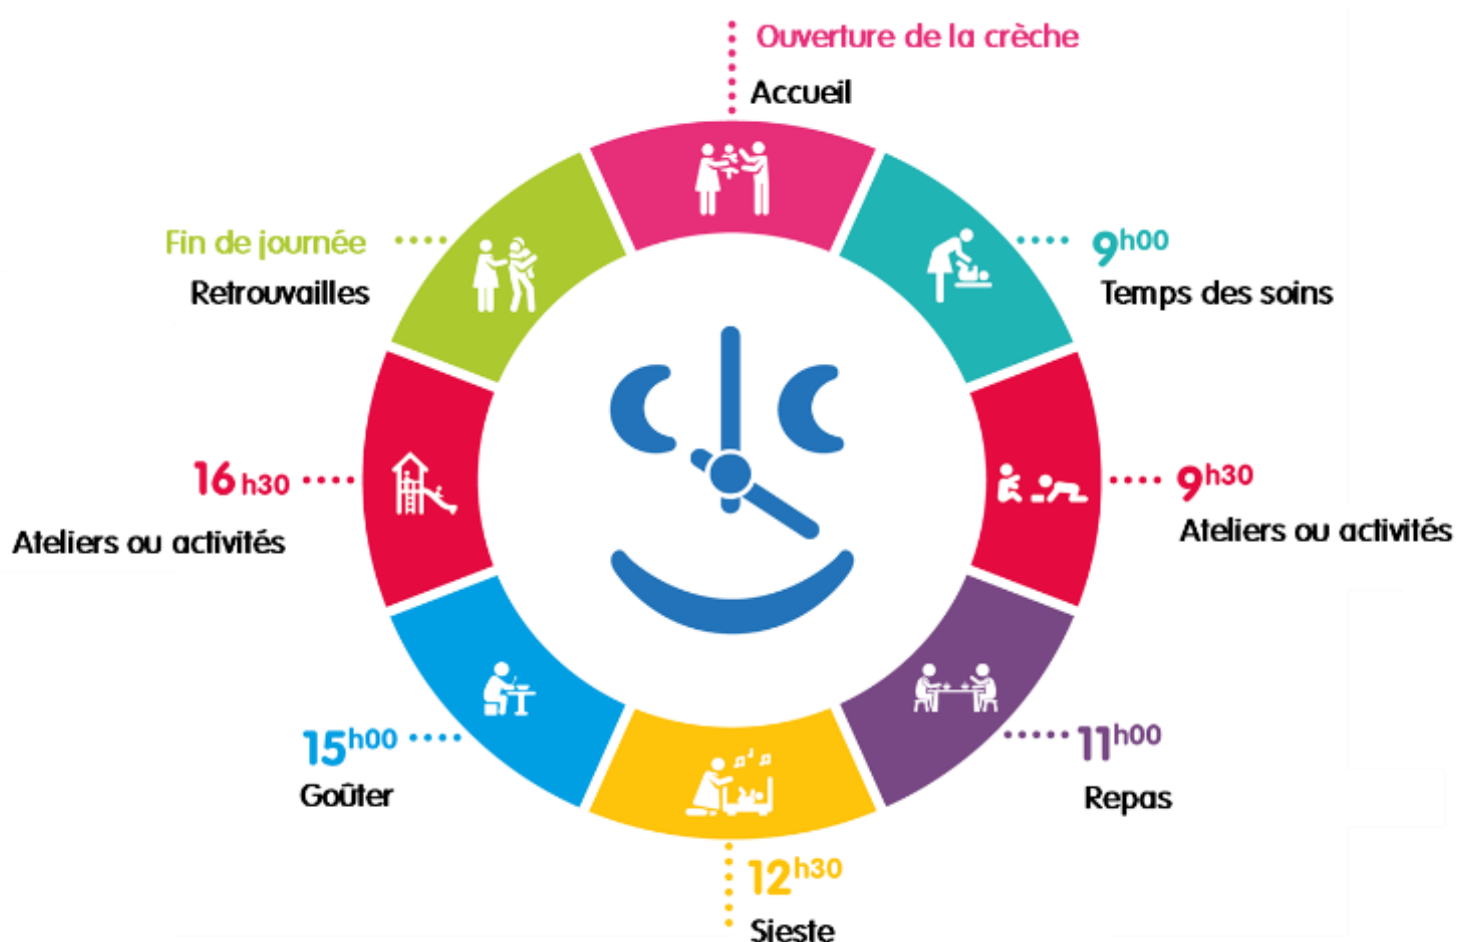 Ouverture de la crèche
Accueil
9h00
Temps des soins
9h30
Ateliers ou activités
11h00
Repas
12h30
Sieste
15h00
Goûter
16h30
Ateliers ou activités
Fin de journée
Retrouvailles